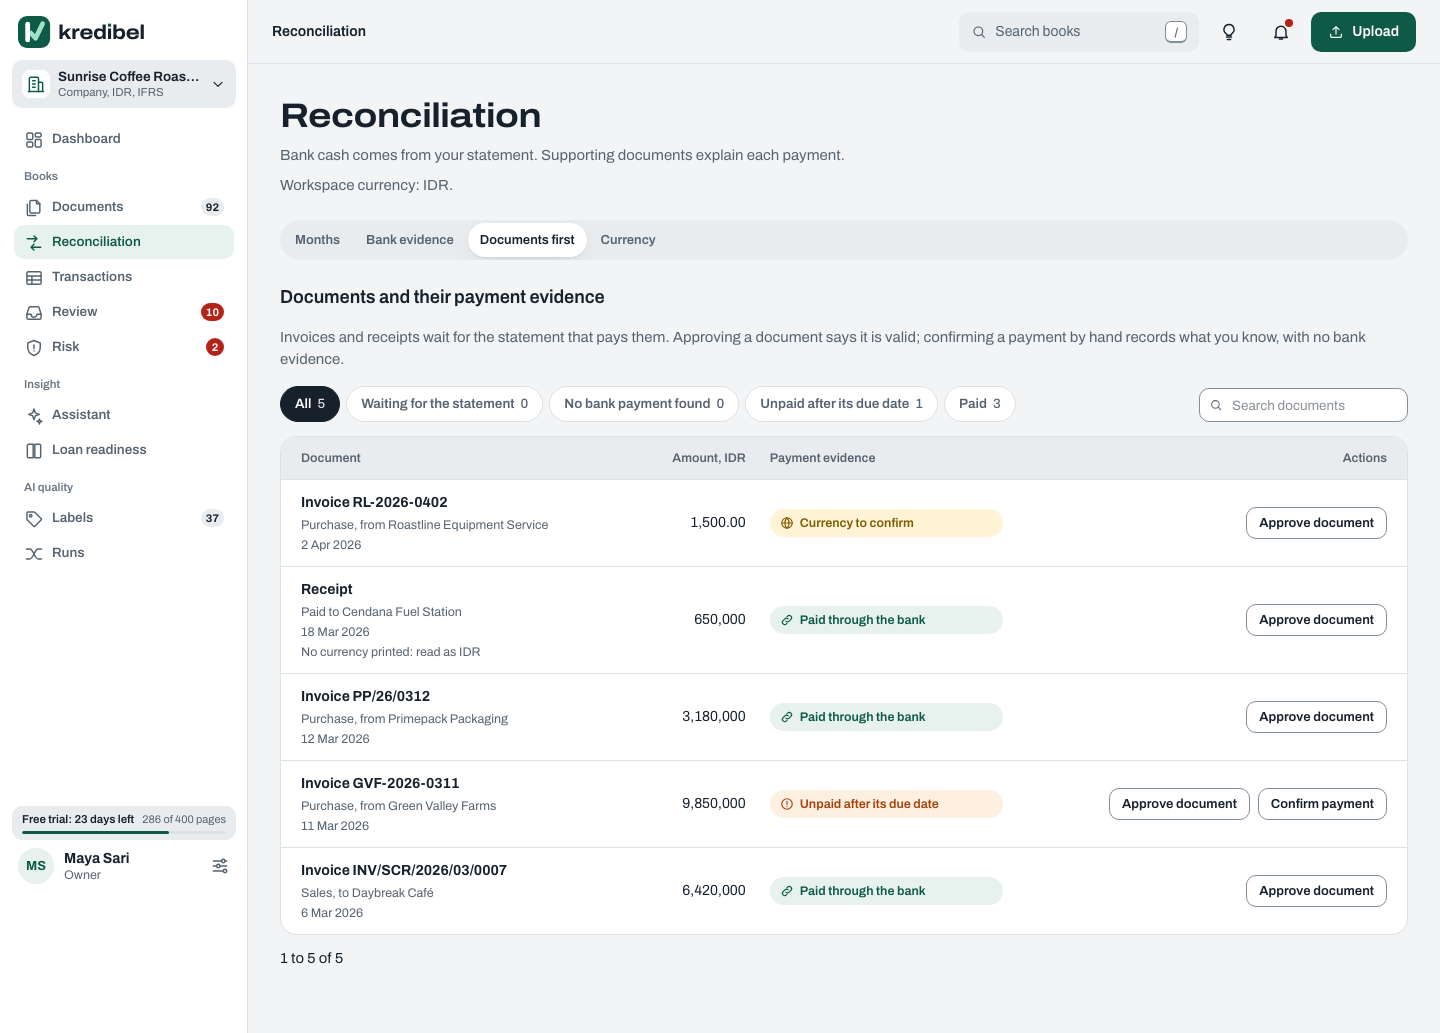 kredibel
Sunrise Coffee Roas...
Company, IDR, IFRS
Dashboard
Books
Documents 92
Reconciliation
Transactions
Review 10
Risk 2
Insight
Assistant
Loan readiness
AI quality
Labels 37
Runs
Free trial: 23 days left 286 of 400 pages
MS
Maya Sari
Owner
Reconciliation
Search books /
Upload
Reconciliation
Bank cash comes from your statement. Supporting documents explain each payment.
Workspace currency: IDR.
Months Bank evidence Documents first Currency
Documents and their payment evidence
Invoices and receipts wait for the statement that pays them. Approving a document says it is valid; confirming a payment by hand records what you know, with no bank
evidence.
All 5 Waiting for the statement 0 No bank payment found 0 Unpaid after its due date 1 Paid 3
Search documents
Document Amount, IDR Payment evidence Actions
Invoice RL-2026-0402
Purchase, from Roastline Equipment Service
2 Apr 2026
1,500.00 Currency to confirm Approve document
Receipt
Paid to Cendana Fuel Station
18 Mar 2026
No currency printed: read as IDR
650,000 Paid through the bank Approve document
Invoice PP/26/0312
Purchase, from Primepack Packaging
12 Mar 2026
3,180,000 Paid through the bank Approve document
Invoice GVF-2026-0311
Purchase, from Green Valley Farms
11 Mar 2026
9,850,000 Unpaid after its due date Approve document Confirm payment
Invoice INV/SCR/2026/03/0007
Sales, to Daybreak Café
6 Mar 2026
6,420,000 Paid through the bank Approve document
1 to 5 of 5